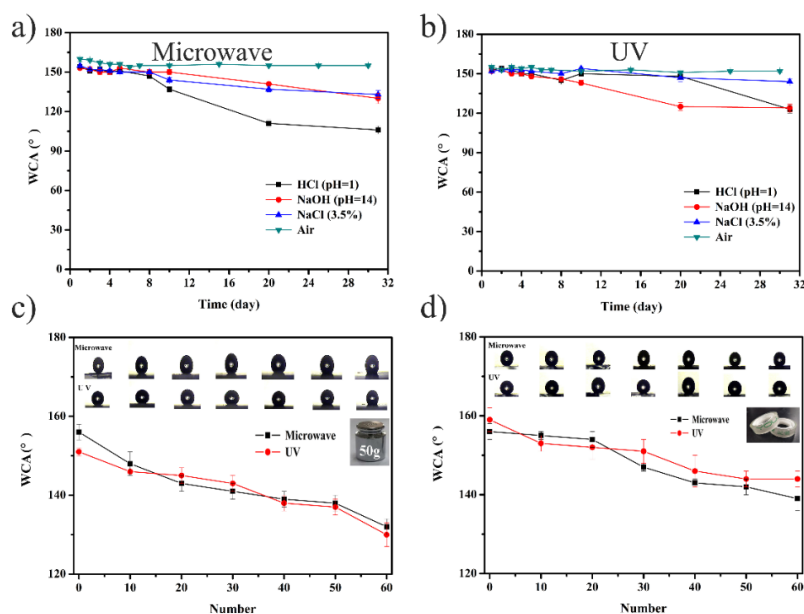 a)
Microwave
180
150
120
90
60
30
0
WCA (°)
HCl (pH=1)
NaOH (pH=14)
NaCl (3.5%)
Air
0 4 8 12 16 20 24 28 32
Time (day)
b)
UV
180
150
120
90
60
30
0
WCA (°)
HCl (pH=1)
NaOH (pH=14)
NaCl (3.5%)
Air
0 4 8 12 16 20 24 28 32
Time (day)
c)
180
160
140
120
WCA (°)
Microwave
UV
Microwave
UV
50g
0 10 20 30 40 50 60
Number
d)
180
160
140
120
WCA (°)
Microwave
UV
Microwave
UV
0 10 20 30 40 50 60
Number